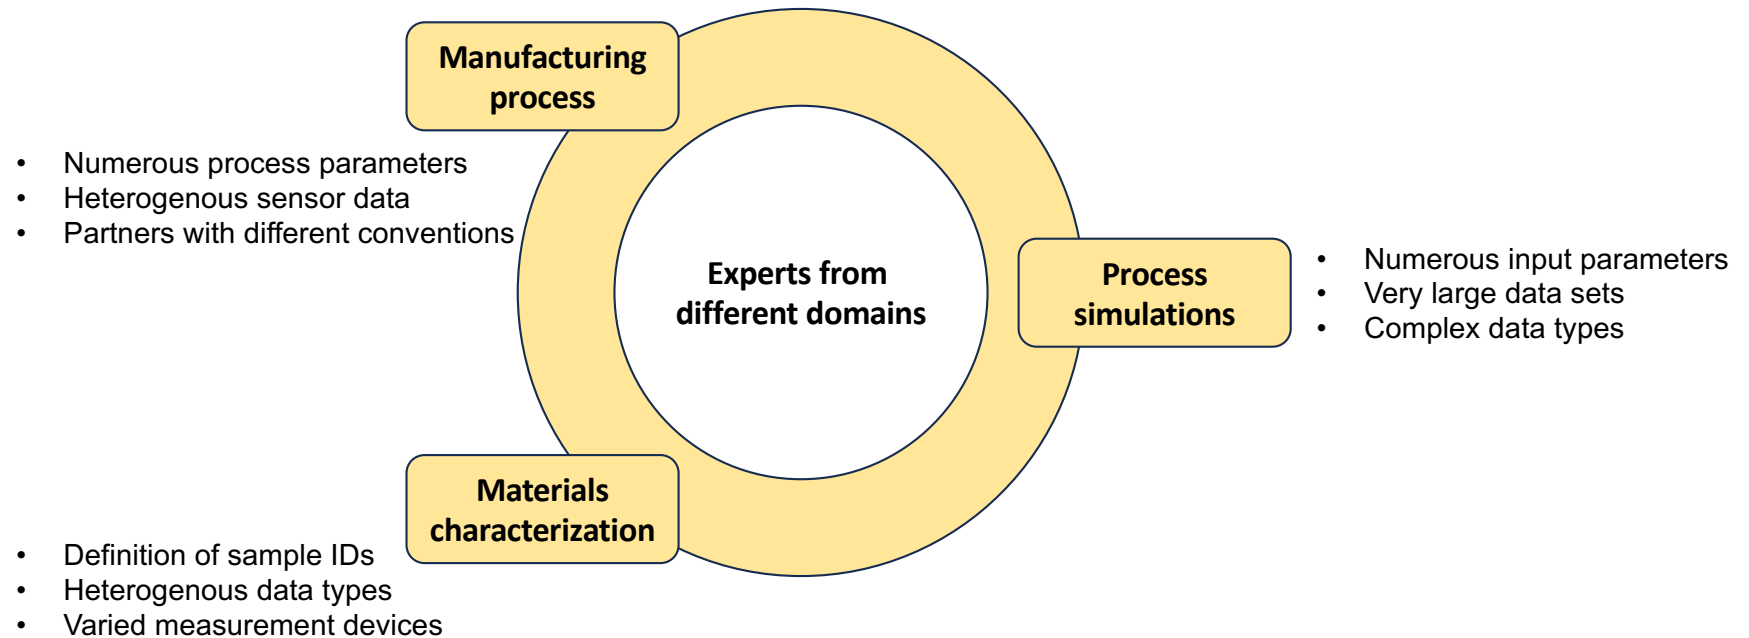 Manufacturing
process
• Numerous process parameters
• Heterogenous sensor data
• Partners with different conventions
Experts from
different domains
Process
simulations
• Numerous input parameters
• Very large data sets
• Complex data types
Materials
characterization
• Definition of sample IDs
• Heterogenous data types
• Varied measurement devices